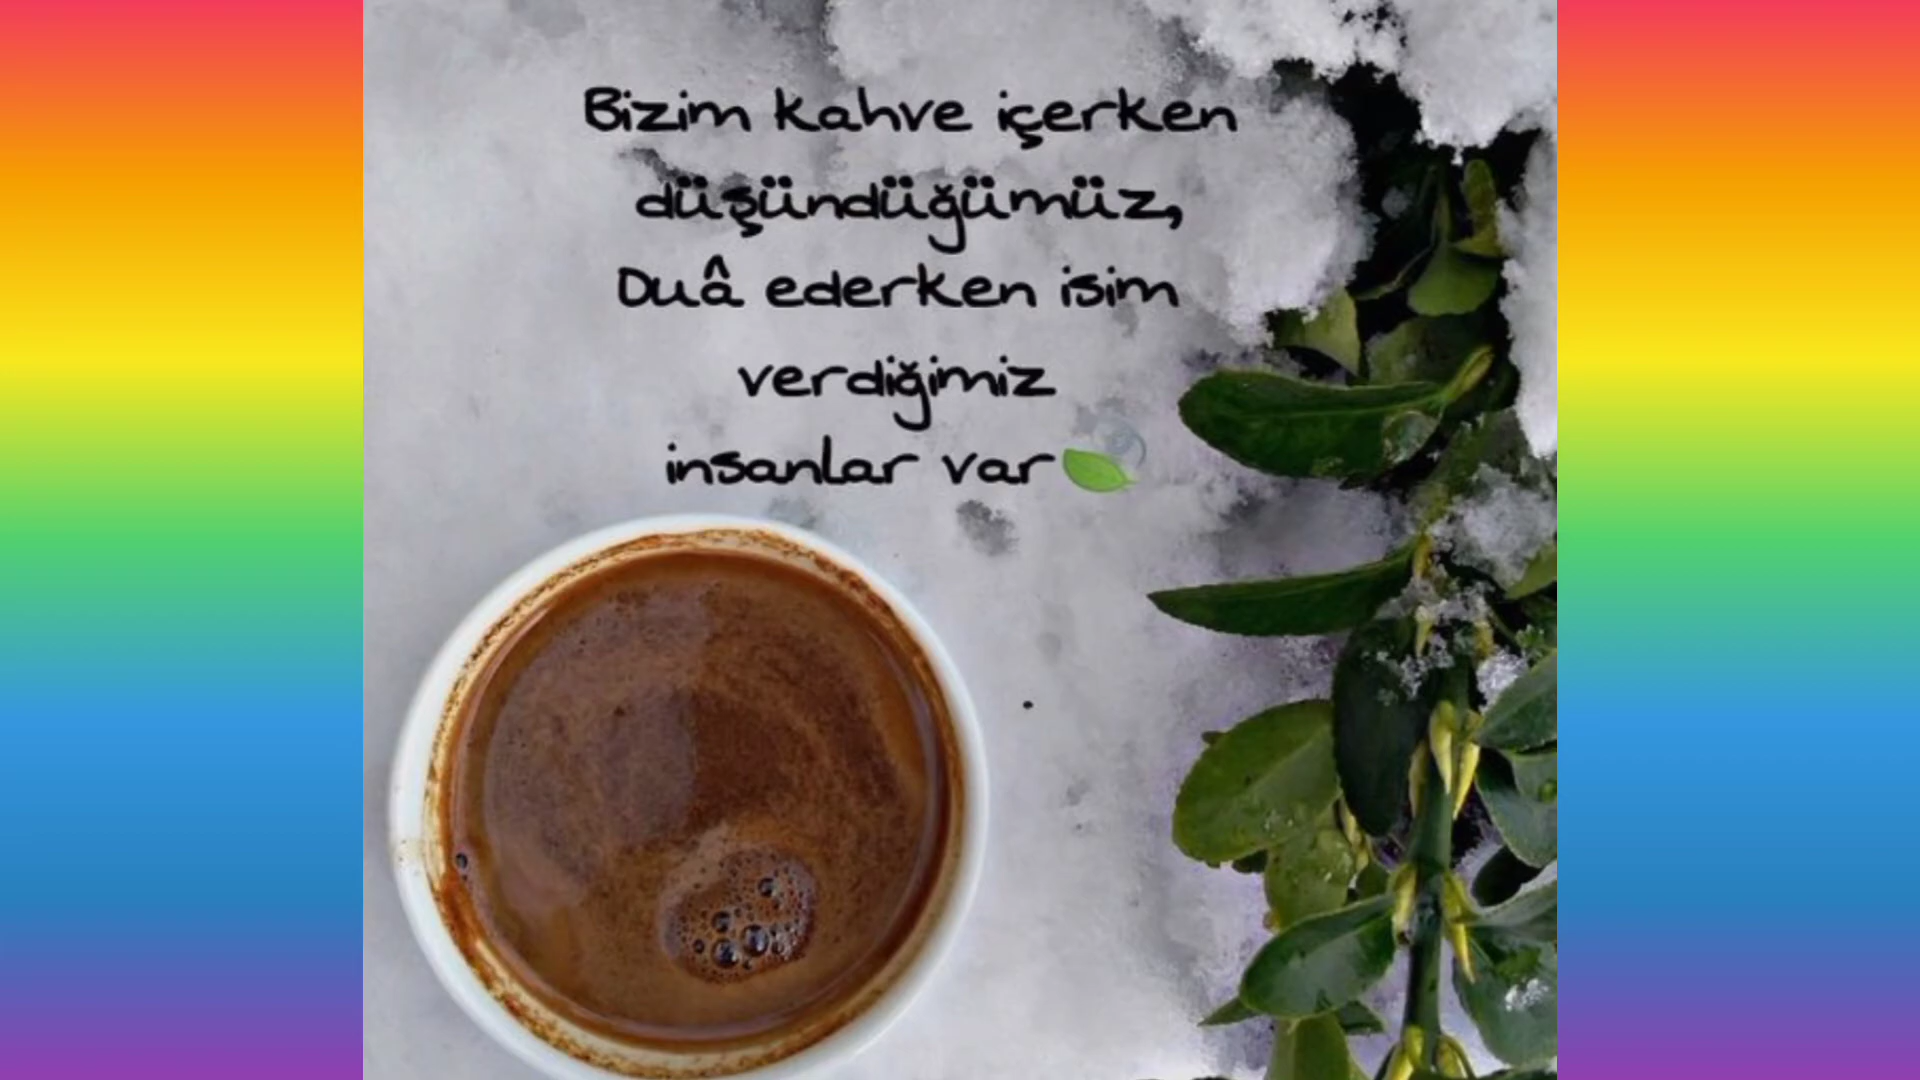 Bizim kahve içerken
düşündüğümüz,
Duâ ederken isim
verdiğimiz
insanlar var